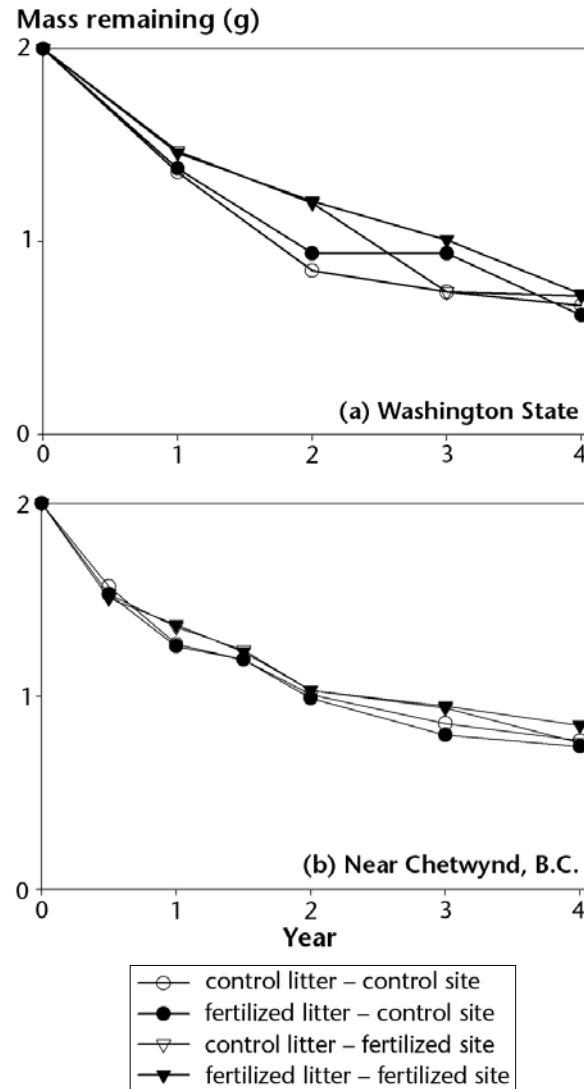 Mass remaining (g)
2
1
0
(a) Washington State
0 1 2 3 4
2
1
0
(b) Near Chetwynd, B.C.
0 1 2 3 4
Year
control litter – control site
fertilized litter – control site
control litter – fertilized site
fertilized litter – fertilized site